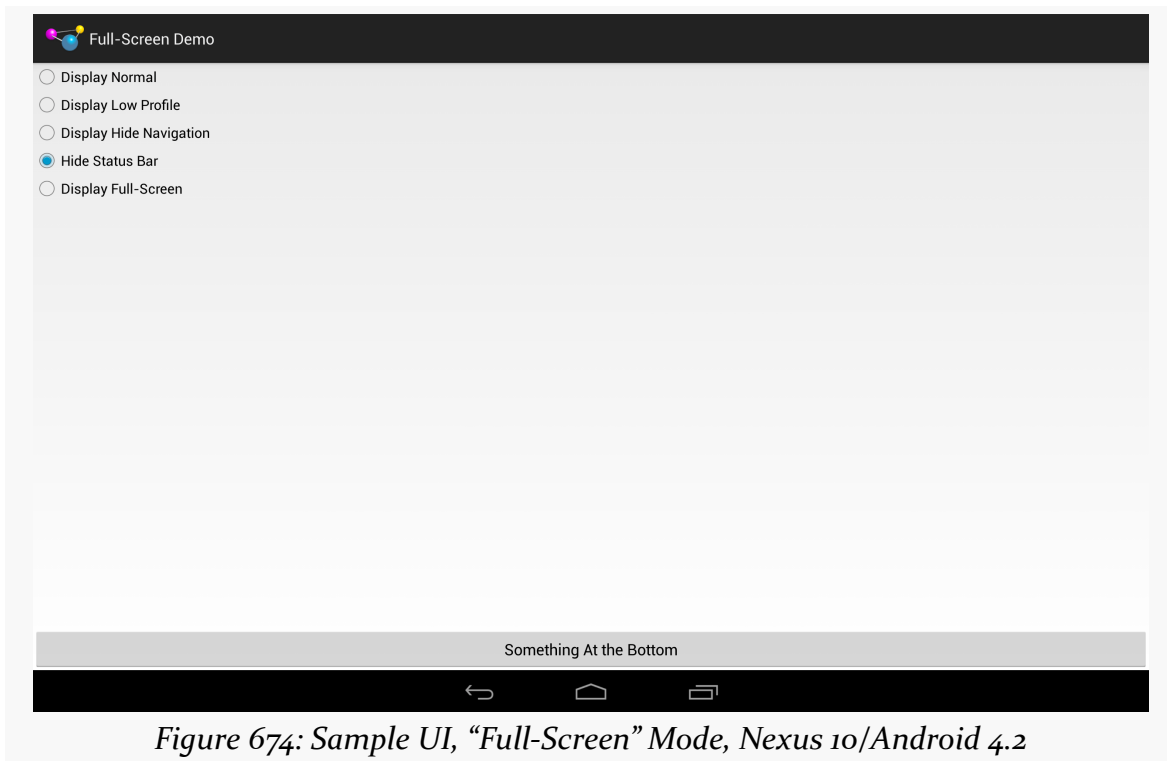 Full-Screen Demo
Display Normal
Display Low Profile
Display Hide Navigation
Hide Status Bar
Display Full-Screen
Something At the Bottom
Figure 674: Sample UI, “Full-Screen” Mode, Nexus 10/Android 4.2